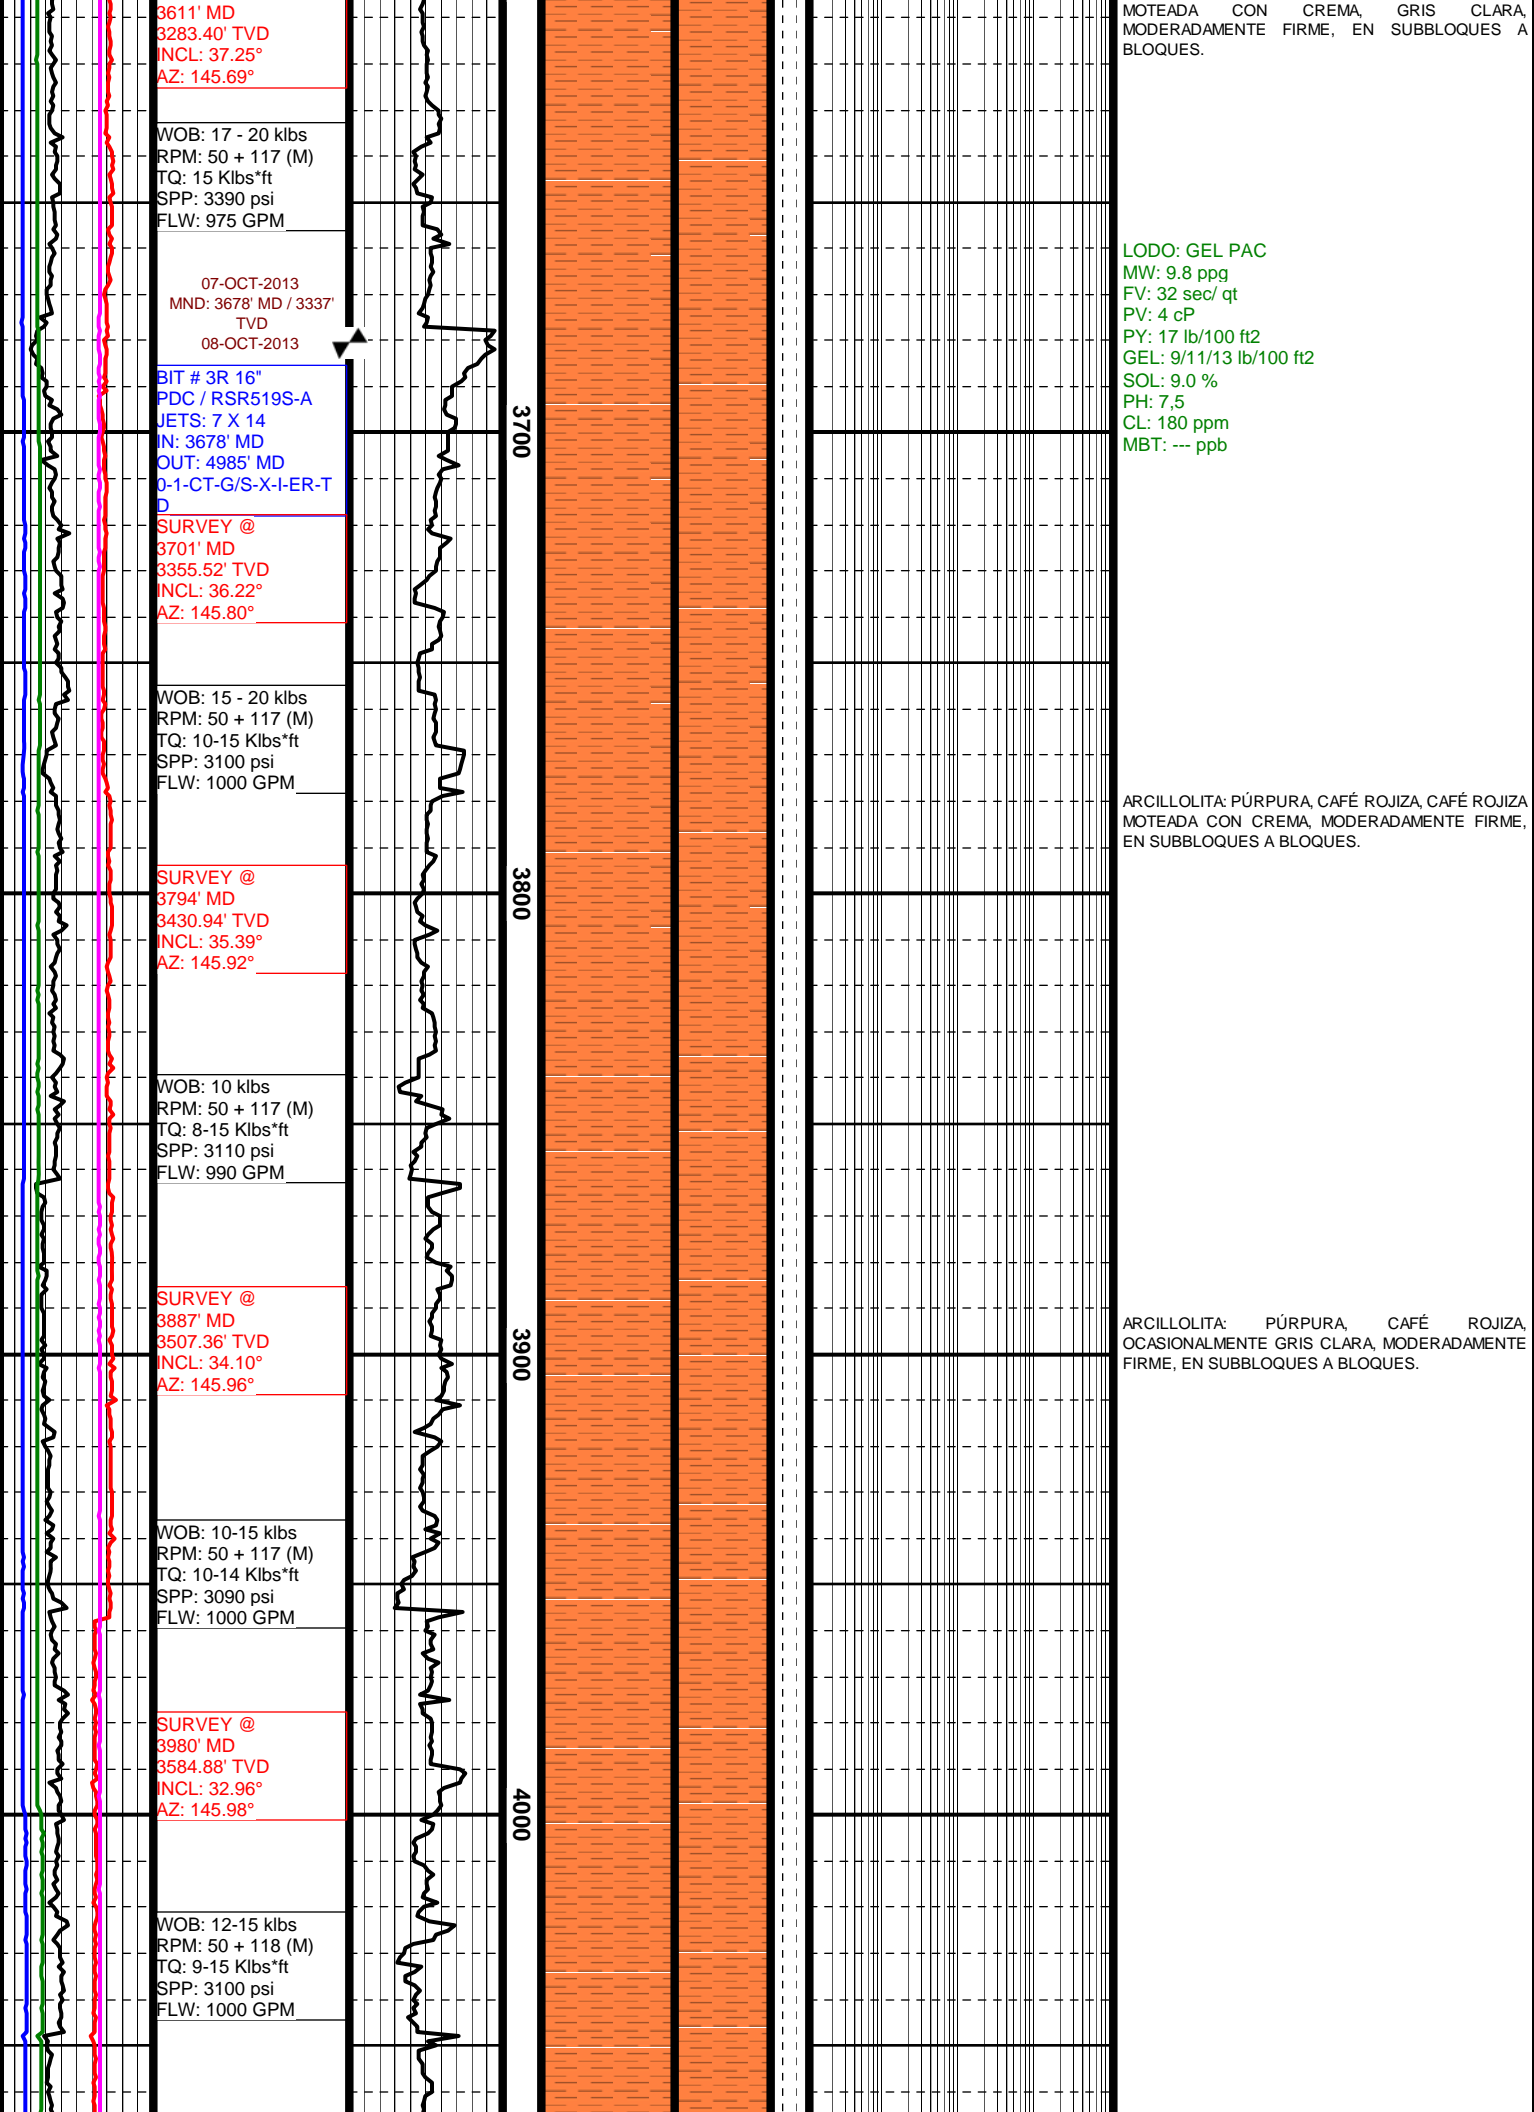 3611' MD
3283.40' TVD
INCL: 37.25°
AZ: 145.69°
WOB: 17 - 20 klbs
RPM: 50 + 117 (M)
TQ: 15 Klbs*ft
SPP: 3390 psi
FLW: 975 GPM
07-OCT-2013
MND: 3678' MD / 3337'
TVD
08-OCT-2013
BIT # 3R 16"
PDC / RSR519S-A
JETS: 7 X 14
IN: 3678' MD
OUT: 4985' MD
0-1-CT-G/S-X-I-ER-T
D
SURVEY @
3701' MD
3355.52' TVD
INCL: 36.22°
AZ: 145.80°
WOB: 15 - 20 klbs
RPM: 50 + 117 (M)
TQ: 10-15 Klbs*ft
SPP: 3100 psi
FLW: 1000 GPM
SURVEY @
3794' MD
3430.94' TVD
INCL: 35.39°
AZ: 145.92°
WOB: 10 klbs
RPM: 50 + 117 (M)
TQ: 8-15 Klbs*ft
SPP: 3110 psi
FLW: 990 GPM
SURVEY @
3887' MD
3507.36' TVD
INCL: 34.10°
AZ: 145.96°
WOB: 10-15 klbs
RPM: 50 + 117 (M)
TQ: 10-14 Klbs*ft
SPP: 3090 psi
FLW: 1000 GPM
SURVEY @
3980' MD
3584.88' TVD
INCL: 32.96°
AZ: 145.98°
WOB: 12-15 klbs
RPM: 50 + 118 (M)
TQ: 9-15 Klbs*ft
SPP: 3100 psi
FLW: 1000 GPM
3700
3800
3900
4000
MOTEADA CON CREMA, GRIS CLARA,
MODERADAMENTE FIRME, EN SUBBLOQUES A
BLOQUES.
LODO: GEL PAC
MW: 9.8 ppg
FV: 32 sec/ qt
PV: 4 cP
PY: 17 lb/100 ft2
GEL: 9/11/13 lb/100 ft2
SOL: 9.0 %
PH: 7,5
CL: 180 ppm
MBT: --- ppb
ARCILLOLITA: PÚRPURA, CAFÉ ROJIZA, CAFÉ ROJIZA
MOTEADA CON CREMA, MODERADAMENTE FIRME,
EN SUBBLOQUES A BLOQUES.
ARCILLOLITA: PÚRPURA, CAFÉ ROJIZA,
OCASIONALMENTE GRIS CLARA, MODERADAMENTE
FIRME, EN SUBBLOQUES A BLOQUES.